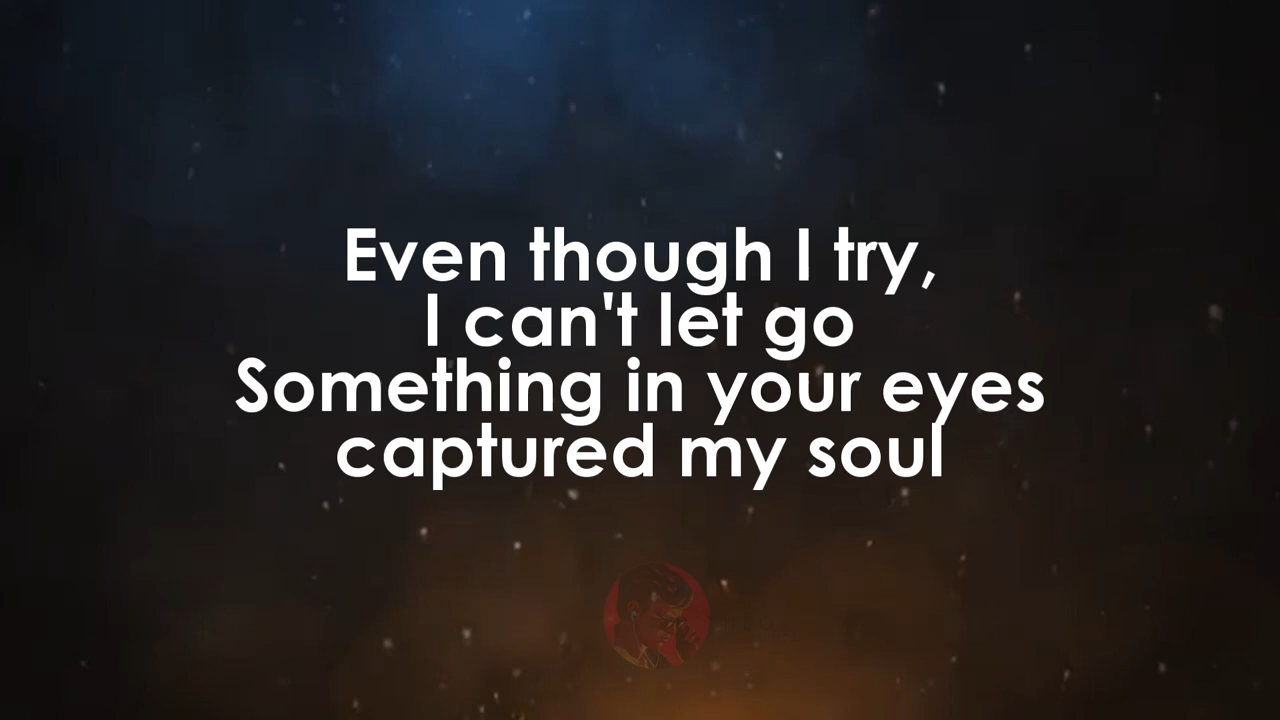 Even though I try,
I can't let go
Something in your eyes
captured my soul